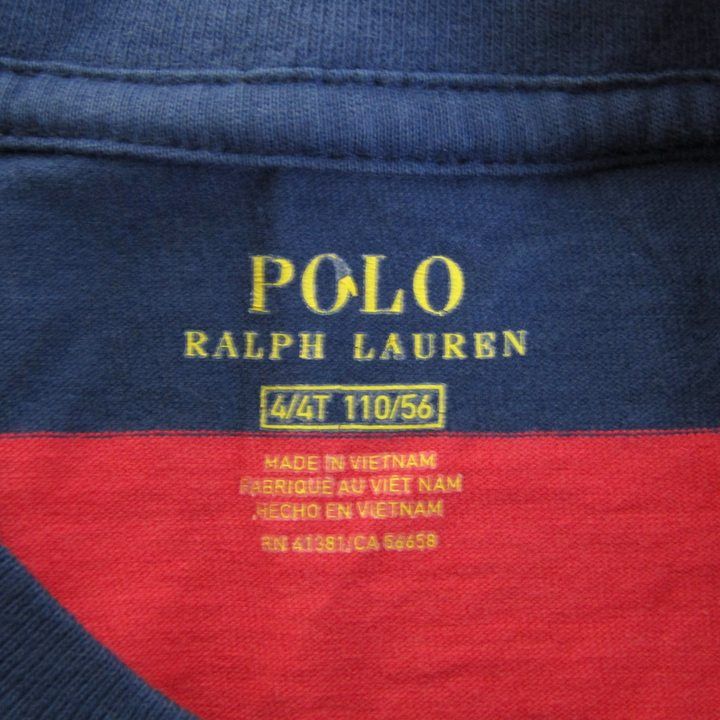 POLO
RALPH LAUREN
4/4T 110/56
MADE IN VIETNAM
FABRIQUÉ AU VIET NAM
HECHO EN VIETNAM
RN 41381/CA 56658